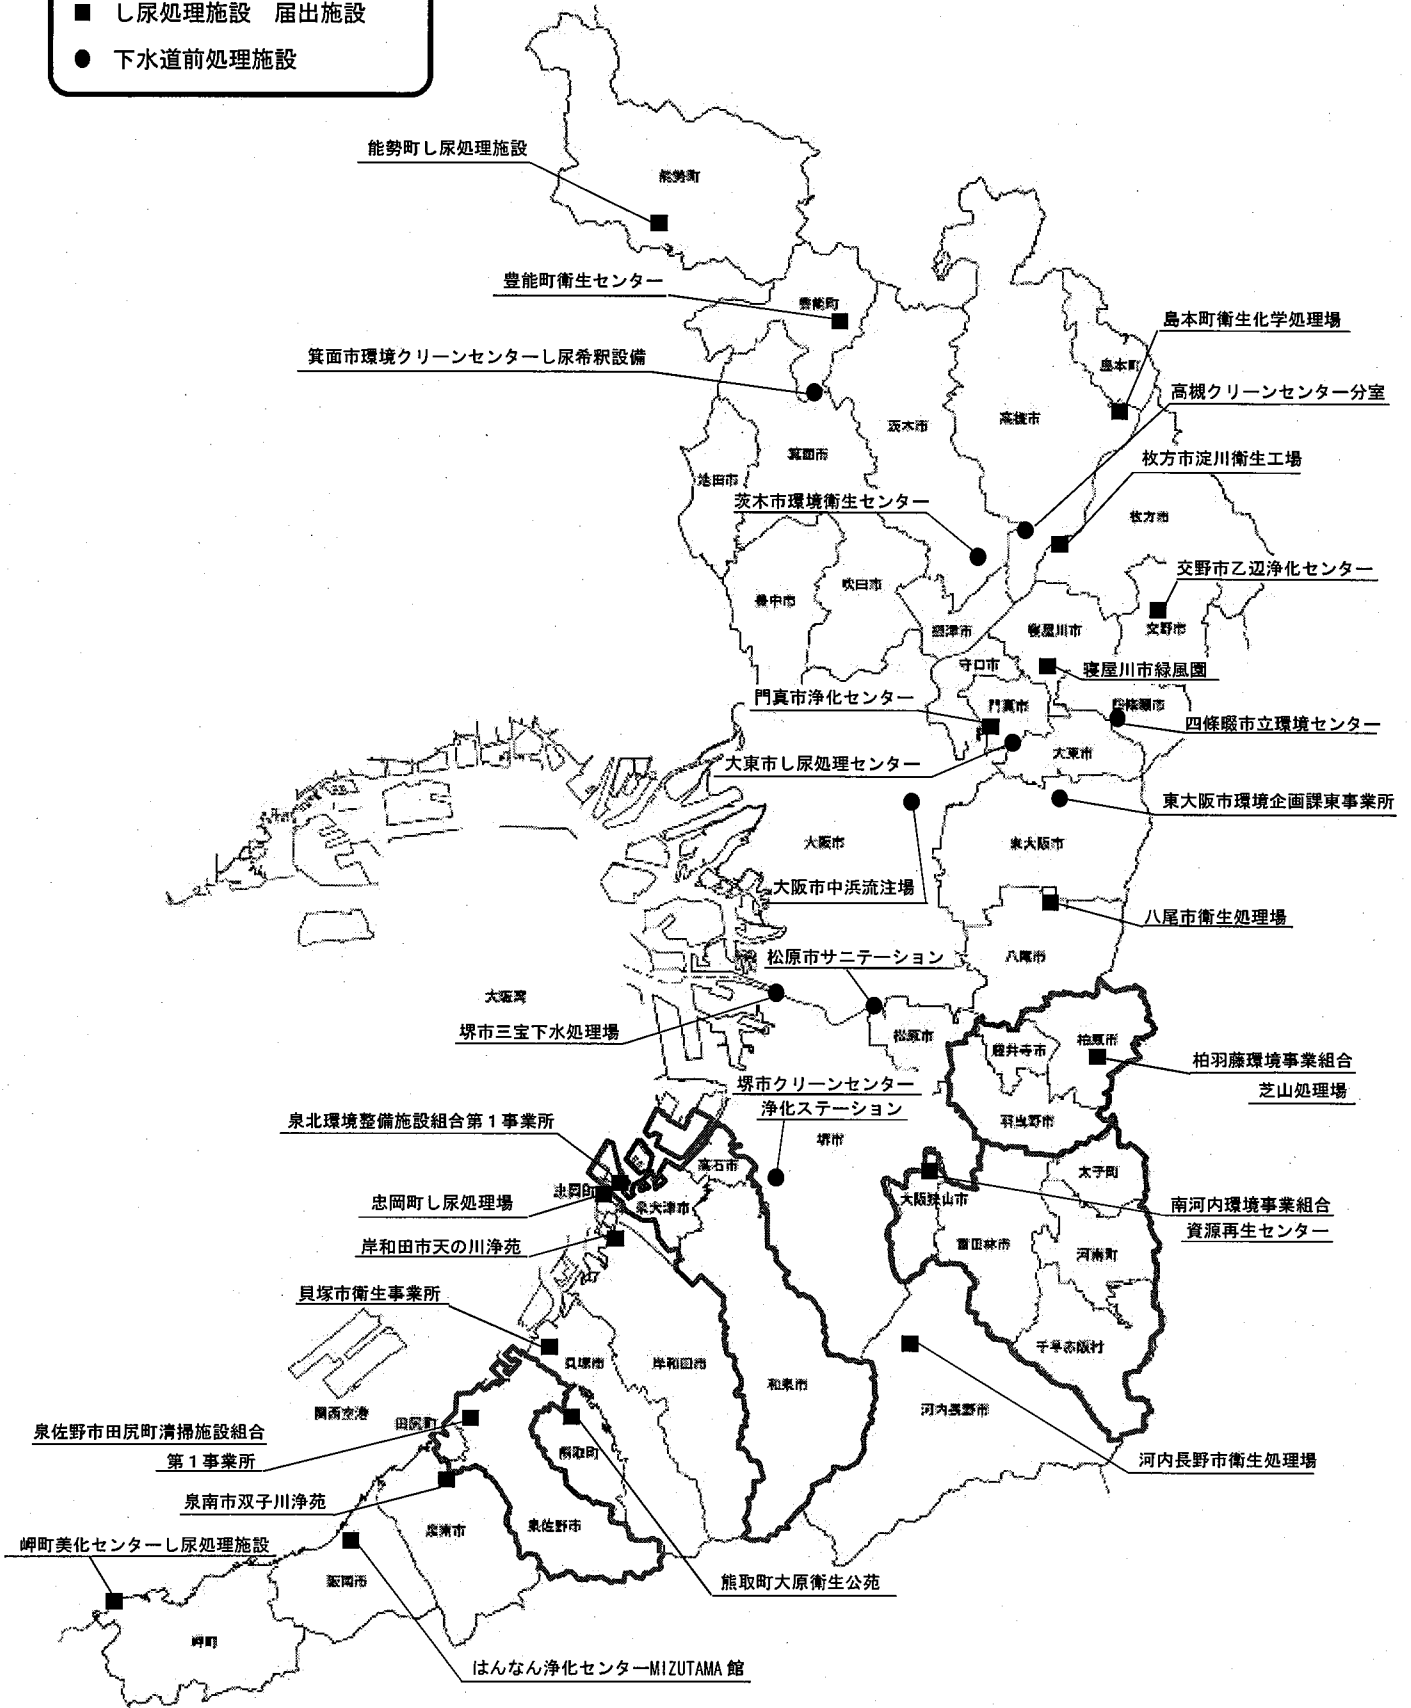 ■ し尿処理施設 届出施設
● 下水道前処理施設
能勢町し尿処理施設
能勢町
豊能町衛生センター
豊能町
島本町衛生化学処理場
箕面市環境クリーンセンターし尿希釈設備
島本町
高槻クリーンセンター分室
茨木市
高槻市
箕面市
枚方市淀川衛生工場
池田市
茨木市環境衛生センター
枚方市
交野市乙辺浄化センター
吹田市
豊中市
摂津市
寝屋川市
交野市
守口市
寝屋川市緑風園
門真市浄化センター
門真市
四條畷市
四條畷市立環境センター
大東市
大東市し尿処理センター
東大阪市環境企画課東事業所
大阪市
東大阪市
大阪市中浜流注場
八尾市衛生処理場
松原市サニテーション
八尾市
大阪湾
堺市三宝下水処理場
松原市
藤井寺市
柏原市
柏羽藤環境事業組合
芝山処理場
堺市クリーンセンター
浄化ステーション
泉北環境整備施設組合第１事業所
羽曳野市
堺市
高石市
太子町
忠岡町
忠岡町し尿処理場
泉大津市
大阪狭山市
南河内環境事業組合
資源再生センター
岸和田市天の川浄苑
富田林市
河南町
貝塚市衛生事業所
千早赤阪村
貝塚市
岸和田市
和泉市
関西空港
田尻町
河内長野市
泉佐野市田尻町清掃施設組合
第１事業所
熊取町
河内長野市衛生処理場
泉南市双子川浄苑
泉南市
泉佐野市
岬町美化センターし尿処理施設
阪南市
熊取町大原衛生公苑
岬町
はんなん浄化センターMIZUTAMA館